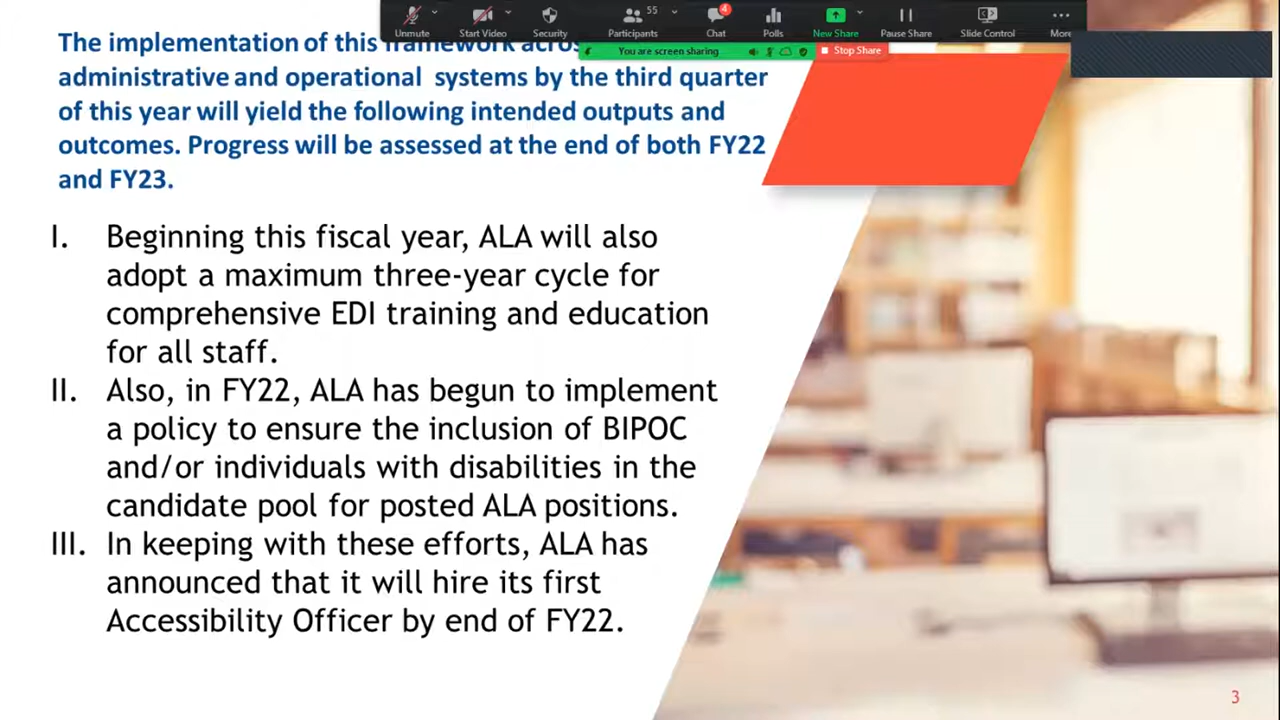 55
4
Unmute
Start Video
Security
Participants
Chat
Polls
New Share
Pause Share
Slide Control
More
You are screen sharing
Stop Share
The implementation of this framework
administrative and operational systems by the third quarter
of this year will yield the following intended outputs and
outcomes. Progress will be assessed at the end of both FY22
and FY23.
I. Beginning this fiscal year, ALA will also
adopt a maximum three-year cycle for
comprehensive EDI training and education
for all staff.
II. Also, in FY22, ALA has begun to implement
a policy to ensure the inclusion of BIPOC
and/or individuals with disabilities in the
candidate pool for posted ALA positions.
III. In keeping with these efforts, ALA has
announced that it will hire its first
Accessibility Officer by end of FY22.
3